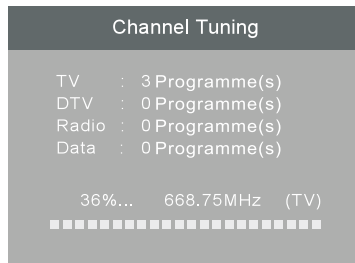 Channel Tuning
TV : 3 Programme(s)
DTV : 0 Programme(s)
Radio : 0 Programme(s)
Data : 0 Programme(s)
36%... 668.75MHz (TV)